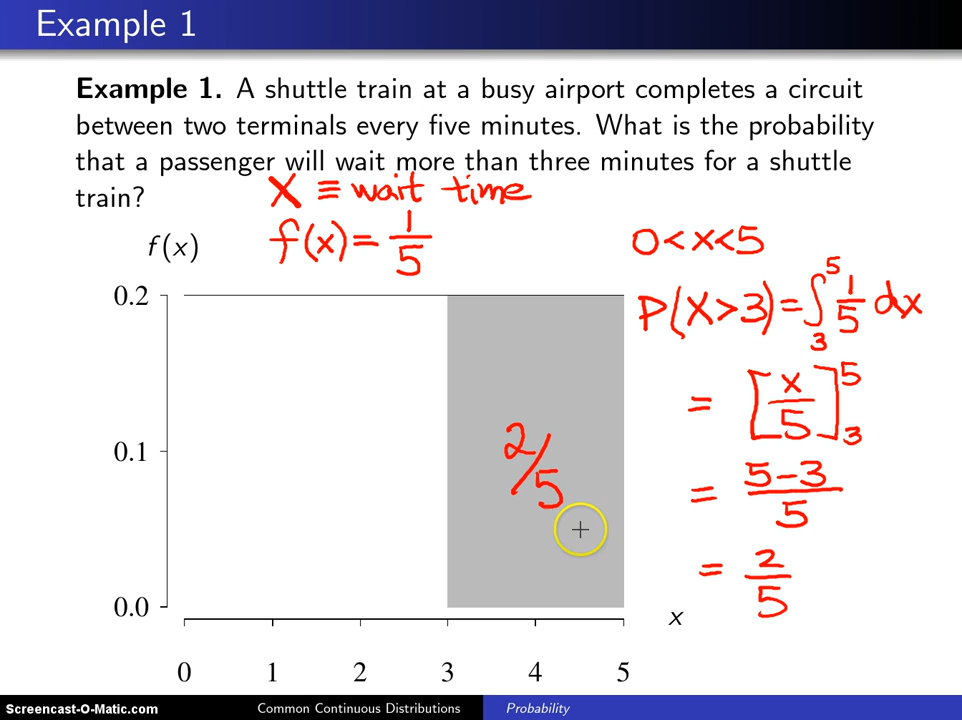 Example 1
Example 1. A shuttle train at a busy airport completes a circuit
between two terminals every five minutes. What is the probability
that a passenger will wait more than three minutes for a shuttle
train?
X ≡ wait time
f(x) = 1/5
0 < x < 5
f(x)
P(X > 3) = ∫₃⁵ 1/5 dx
= [x/5]₃⁵
= 5-3/5
= 2/5
0.2
0.1
0.0
2/5
x
0 1 2 3 4 5
Screencast-O-Matic.com Common Continuous Distributions Probability